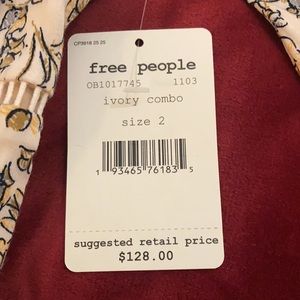 CP3918 25 25
free people
OB1017745 1103
ivory combo
size 2
1 93465 76183 5
suggested retail price
$128.00